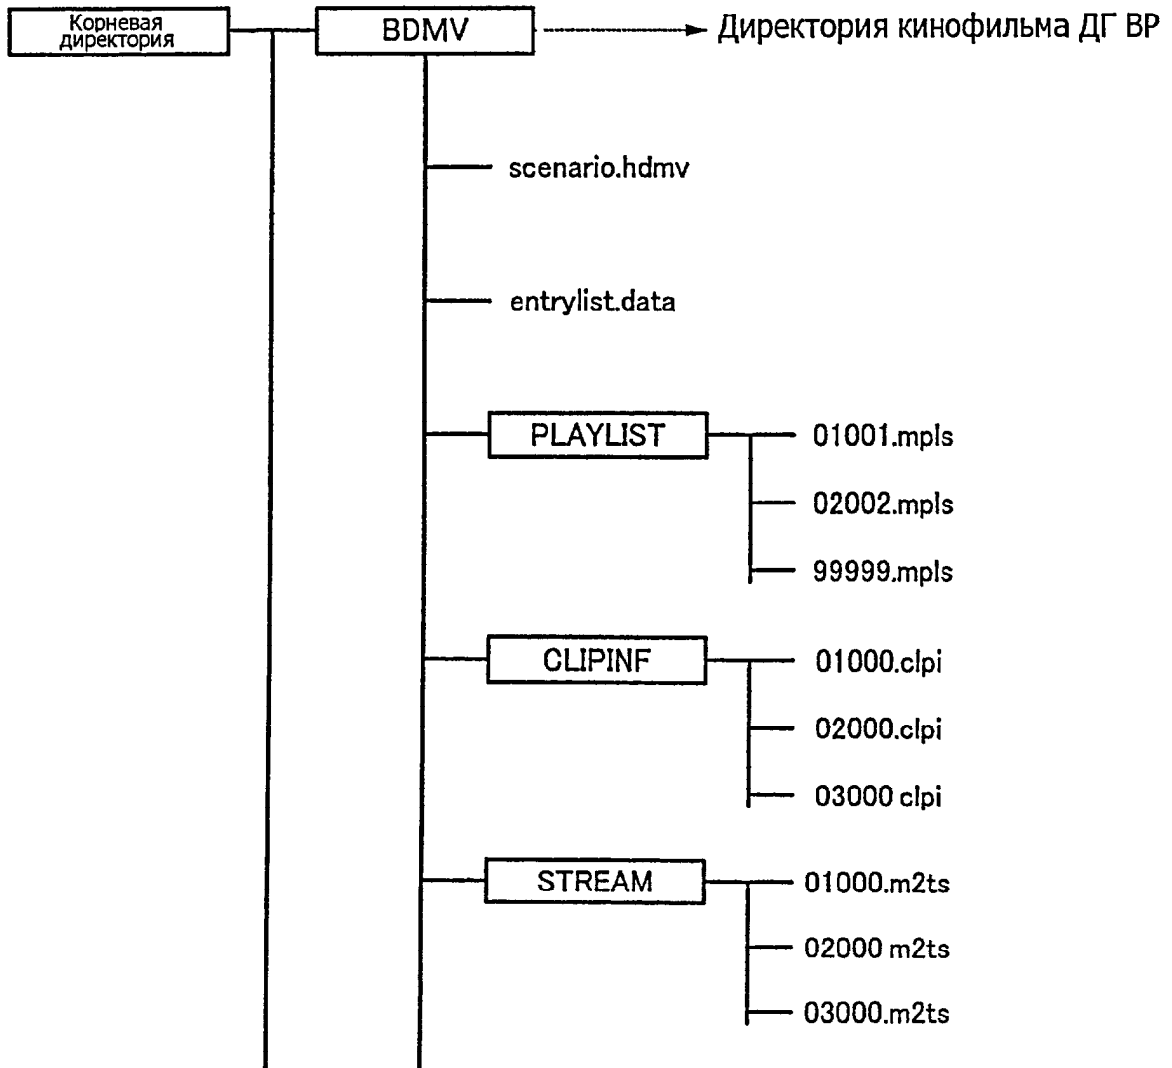 Корневая
директория
BDMV
Директория кинофильма ДГ ВР
scenario.hdmv
entrylist.data
PLAYLIST
01001.mpls
02002.mpls
99999.mpls
CLIPINF
01000.clpi
02000.clpi
03000 clpi
STREAM
01000.m2ts
02000 m2ts
03000.m2ts